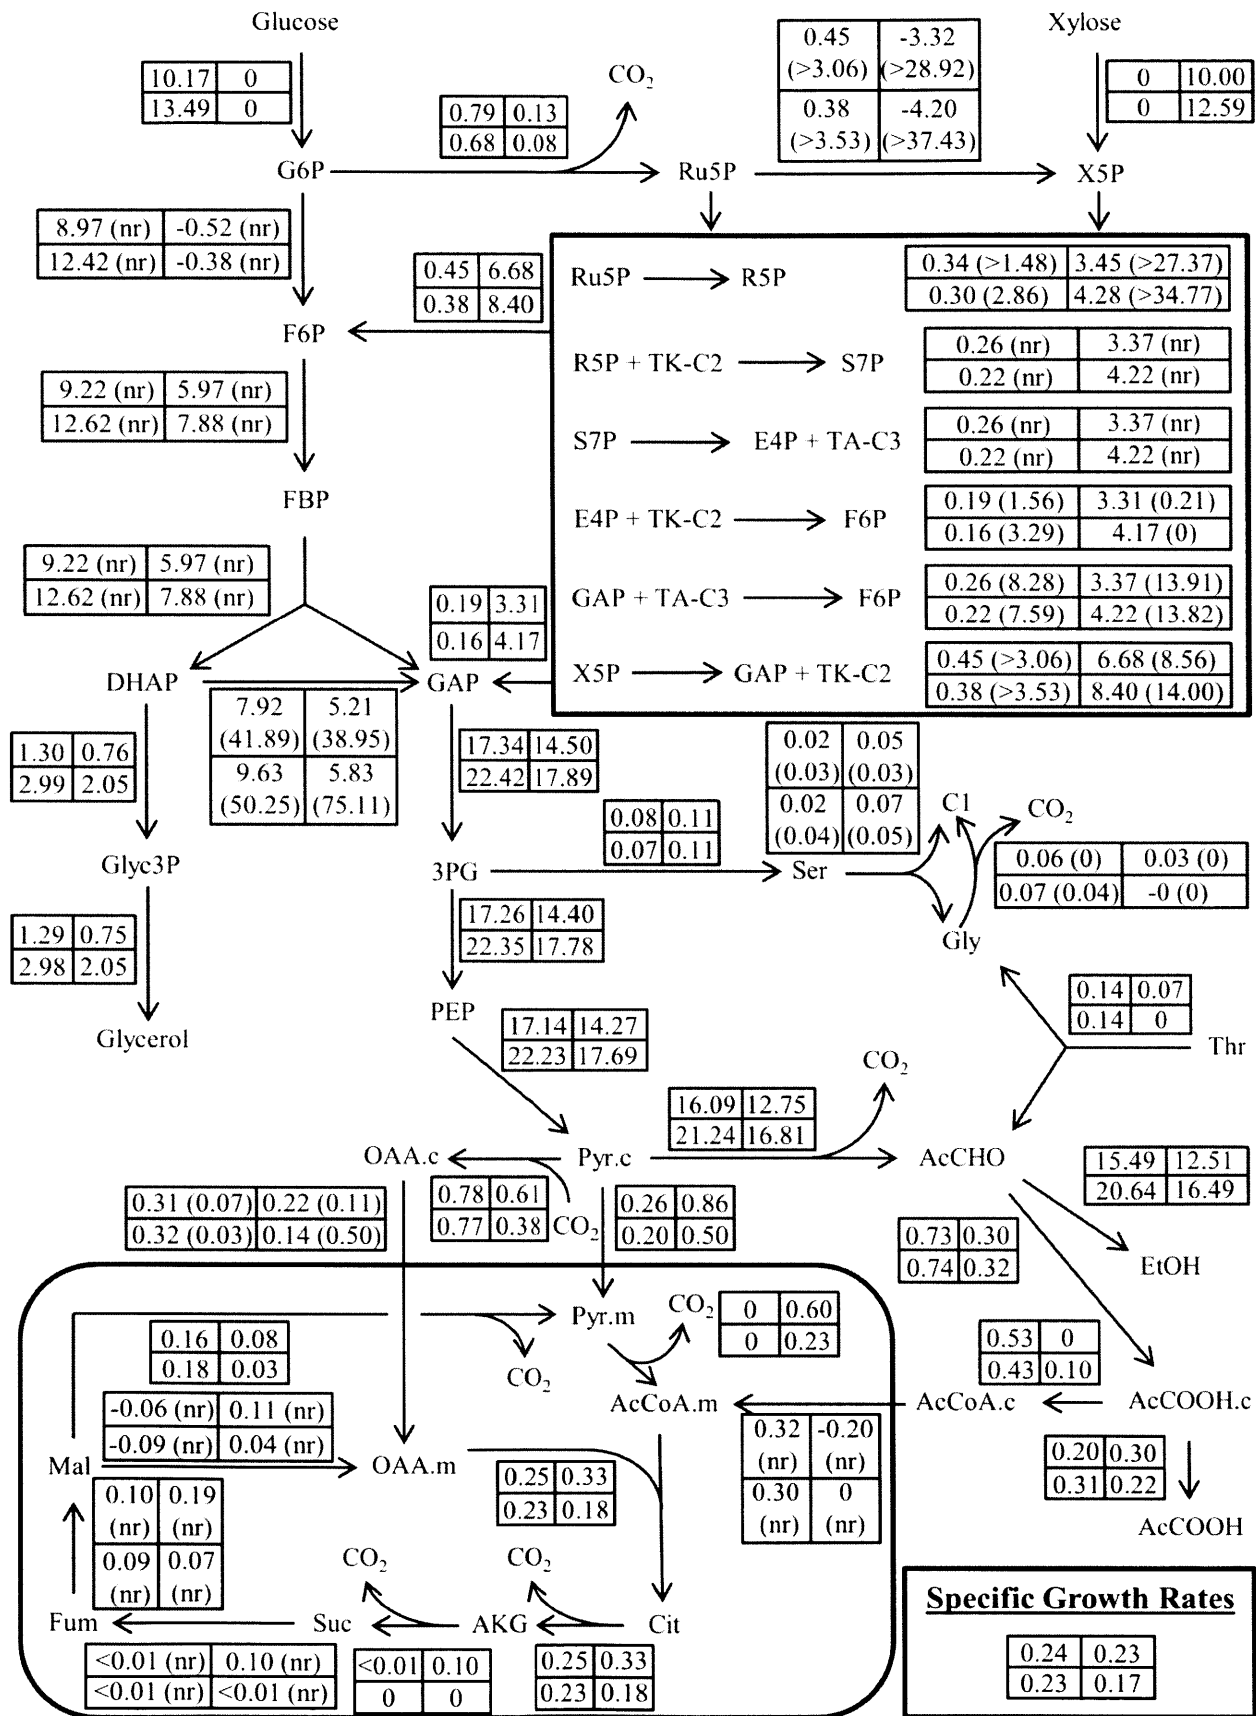 Glucose
Xylose
0.45 -3.32
(>3.06) (>28.92)
0.38 -4.20
(>3.53) (>37.43)
10.17 0
13.49 0
CO2
0 10.00
0 12.59
0.79 0.13
0.68 0.08
G6P
Ru5P
X5P
8.97 (nr) -0.52 (nr)
12.42 (nr) -0.38 (nr)
0.45 6.68
0.38 8.40
Ru5P R5P
0.34 (>1.48) 3.45 (>27.37)
0.30 (2.86) 4.28 (>34.77)
F6P
R5P + TK-C2 S7P
0.26 (nr) 3.37 (nr)
0.22 (nr) 4.22 (nr)
9.22 (nr) 5.97 (nr)
12.62 (nr) 7.88 (nr)
S7P E4P + TA-C3
0.26 (nr) 3.37 (nr)
0.22 (nr) 4.22 (nr)
FBP
E4P + TK-C2 F6P
0.19 (1.56) 3.31 (0.21)
0.16 (3.29) 4.17 (0)
9.22 (nr) 5.97 (nr)
12.62 (nr) 7.88 (nr)
GAP + TA-C3 F6P
0.26 (8.28) 3.37 (13.91)
0.22 (7.59) 4.22 (13.82)
0.19 3.31
0.16 4.17
X5P GAP + TK-C2
0.45 (>3.06) 6.68 (8.56)
0.38 (>3.53) 8.40 (14.00)
DHAP
GAP
7.92 5.21
(41.89) (38.95)
9.63 5.83
(50.25) (75.11)
1.30 0.76
2.99 2.05
17.34 14.50
22.42 17.89
0.02 0.05
(0.03) (0.03)
0.02 0.07
(0.04) (0.05)
C1
CO2
0.08 0.11
0.07 0.11
Glyc3P
3PG
Ser
0.06 (0) 0.03 (0)
0.07 (0.04) -0 (0)
17.26 14.40
22.35 17.78
1.29 0.75
2.98 2.05
Gly
PEP
0.14 0.07
0.14 0
Glycerol
17.14 14.27
22.23 17.69
Thr
CO2
16.09 12.75
21.24 16.81
OAA.c
Pyr.c
AcCHO
15.49 12.51
20.64 16.49
0.31 (0.07) 0.22 (0.11)
0.32 (0.03) 0.14 (0.50)
0.78 0.61
0.77 0.38
CO2
0.26 0.86
0.20 0.50
0.73 0.30
0.74 0.32
EtOH
Pyr.m
CO2
0 0.60
0 0.23
0.16 0.08
0.18 0.03
CO2
0.53 0
0.43 0.10
AcCoA.m
AcCoA.c
AcCOOH.c
-0.06 (nr) 0.11 (nr)
-0.09 (nr) 0.04 (nr)
0.32 -0.20
(nr) (nr)
0.30 0
(nr) (nr)
Mal
OAA.m
0.25 0.33
0.23 0.18
0.20 0.30
0.31 0.22
0.10 0.19
(nr) (nr)
0.09 0.07
(nr) (nr)
AcCOOH
CO2
CO2
Fum
Suc
AKG
Cit
<0.01 (nr) 0.10 (nr)
<0.01 (nr) <0.01 (nr)
<0.01 0.10
0 0
0.25 0.33
0.23 0.18
Specific Growth Rates
0.24 0.23
0.23 0.17